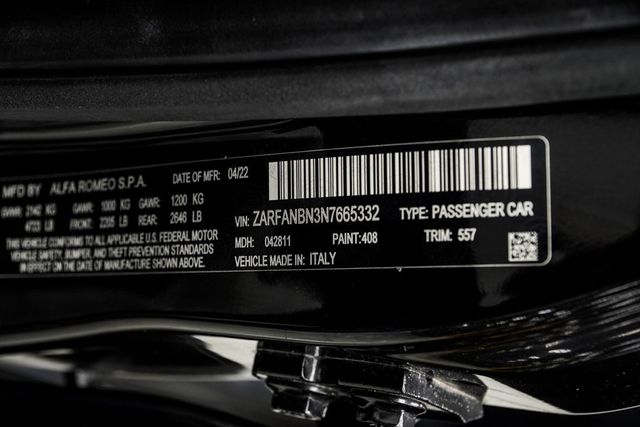 MFD BY ALFA ROMEO S.P.A. DATE OF MFR: 04/22
GVWR: 2142 KG GAWR: 1000 KG GAWR: 1200 KG
4723 LB FRONT: 2205 LB REAR: 2646 LB
THIS VEHICLE CONFORMS TO ALL APPLICABLE U.S. FEDERAL MOTOR
VEHICLE SAFETY, BUMPER, AND THEFT PREVENTION STANDARDS
IN EFFECT ON THE DATE OF MANUFACTURE SHOWN ABOVE.
VIN: ZARFANBN3N7665332 TYPE: PASSENGER CAR
MDH: 042811 PAINT: 408 TRIM: 557
VEHICLE MADE IN: ITALY